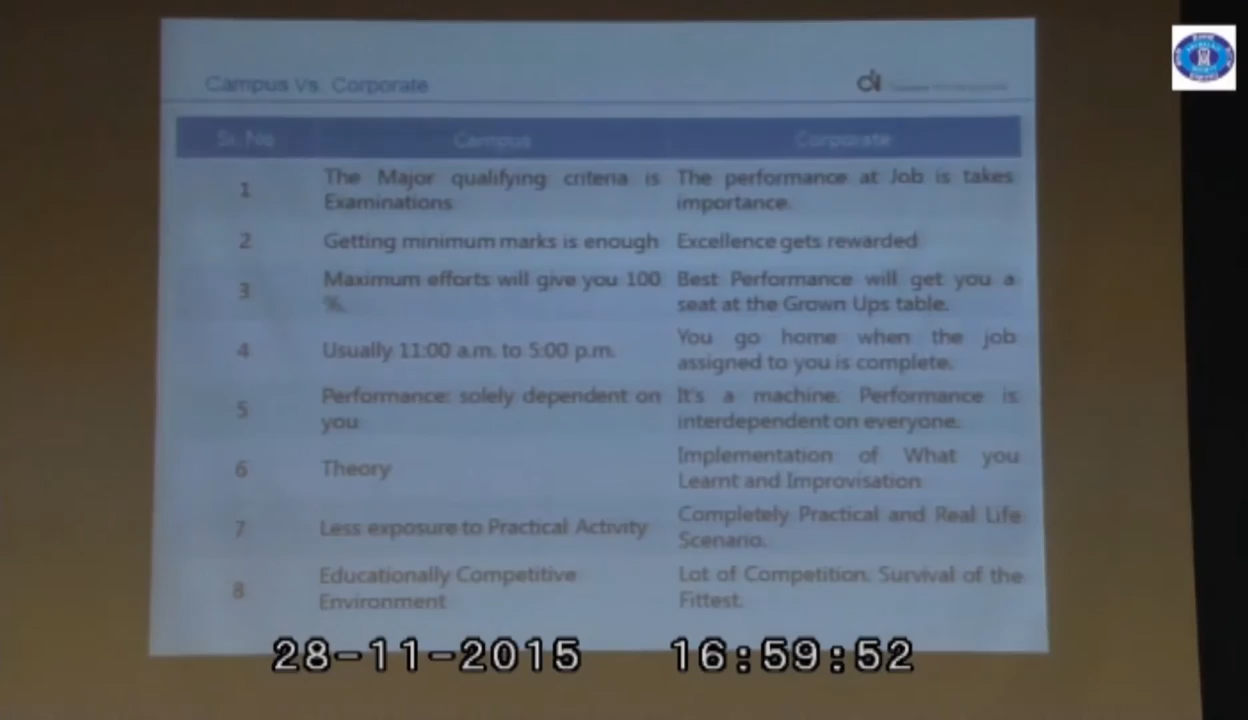 Campus Vs. Corporate
Sr. No Campus Corporate
1 The Major qualifying criteria is Examinations The performance at Job is takes importance.
2 Getting minimum marks is enough Excellence gets rewarded
3 Maximum efforts will give you 100 %. Best Performance will get you a seat at the Grown Ups table.
4 Usually 11:00 a.m. to 5:00 p.m. You go home when the job assigned to you is complete.
5 Performance: solely dependent on you It's a machine. Performance is interdependent on everyone.
6 Theory Implementation of What you Learnt and Improvisation
7 Less exposure to Practical Activity Completely Practical and Real Life Scenario.
8 Educationally Competitive Environment Lot of Competition. Survival of the Fittest.
28-11-2015 16:59:52